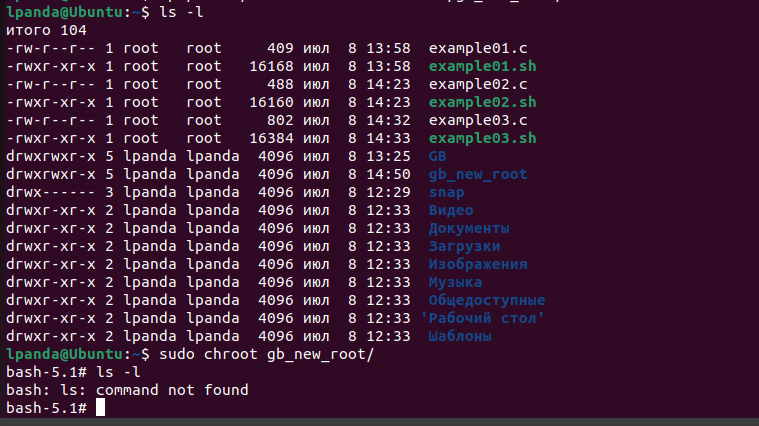 lpanda@Ubuntu:~$ ls -l
итого 104
-rw-r--r-- 1 root   root     409 июл  8 13:58  example01.c
-rwxr-xr-x 1 root   root   16168 июл  8 13:58  example01.sh
-rw-r--r-- 1 root   root     488 июл  8 14:23  example02.c
-rwxr-xr-x 1 root   root   16160 июл  8 14:23  example02.sh
-rw-r--r-- 1 root   root     802 июл  8 14:32  example03.c
-rwxr-xr-x 1 root   root   16384 июл  8 14:33  example03.sh
drwxrwxr-x 5 lpanda lpanda  4096 июл  8 13:25  GB
drwxrwxr-x 5 lpanda lpanda  4096 июл  8 14:50  gb_new_root
drwx------ 3 lpanda lpanda  4096 июл  8 12:29  snap
drwxr-xr-x 2 lpanda lpanda  4096 июл  8 12:33  Видео
drwxr-xr-x 2 lpanda lpanda  4096 июл  8 12:33  Документы
drwxr-xr-x 2 lpanda lpanda  4096 июл  8 12:33  Загрузки
drwxr-xr-x 2 lpanda lpanda  4096 июл  8 12:33  Изображения
drwxr-xr-x 2 lpanda lpanda  4096 июл  8 12:33  Музыка
drwxr-xr-x 2 lpanda lpanda  4096 июл  8 12:33  Общедоступные
drwxr-xr-x 2 lpanda lpanda  4096 июл  8 12:33 'Рабочий стол'
drwxr-xr-x 2 lpanda lpanda  4096 июл  8 12:33  Шаблоны
lpanda@Ubuntu:~$ sudo chroot gb_new_root/
bash-5.1# ls -l
bash: ls: command not found
bash-5.1#